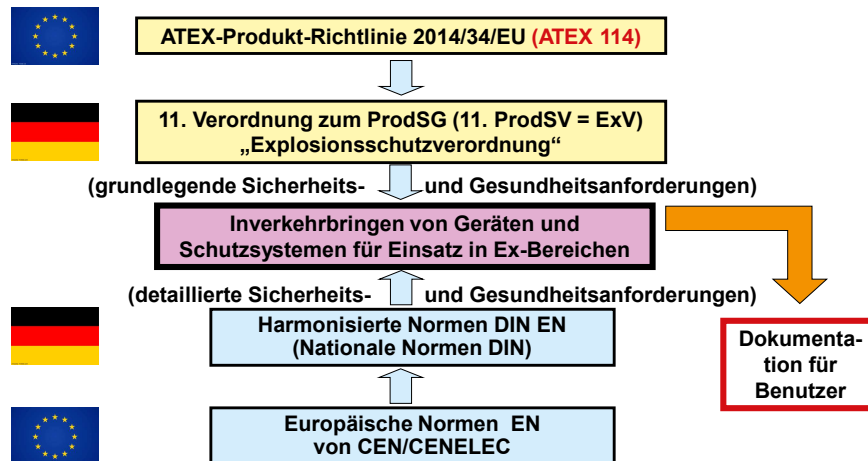 ATEX-Produkt-Richtlinie 2014/34/EU (ATEX 114)
11. Verordnung zum ProdSG (11. ProdSV = ExV)
„Explosionsschutzverordnung“
(grundlegende Sicherheits- und Gesundheitsanforderungen)
Inverkehrbringen von Geräten und
Schutzsystemen für Einsatz in Ex-Bereichen
(detaillierte Sicherheits- und Gesundheitsanforderungen)
Harmonisierte Normen DIN EN
(Nationale Normen DIN)
Dokumenta-
tion für
Benutzer
Europäische Normen EN
von CEN/CENELEC